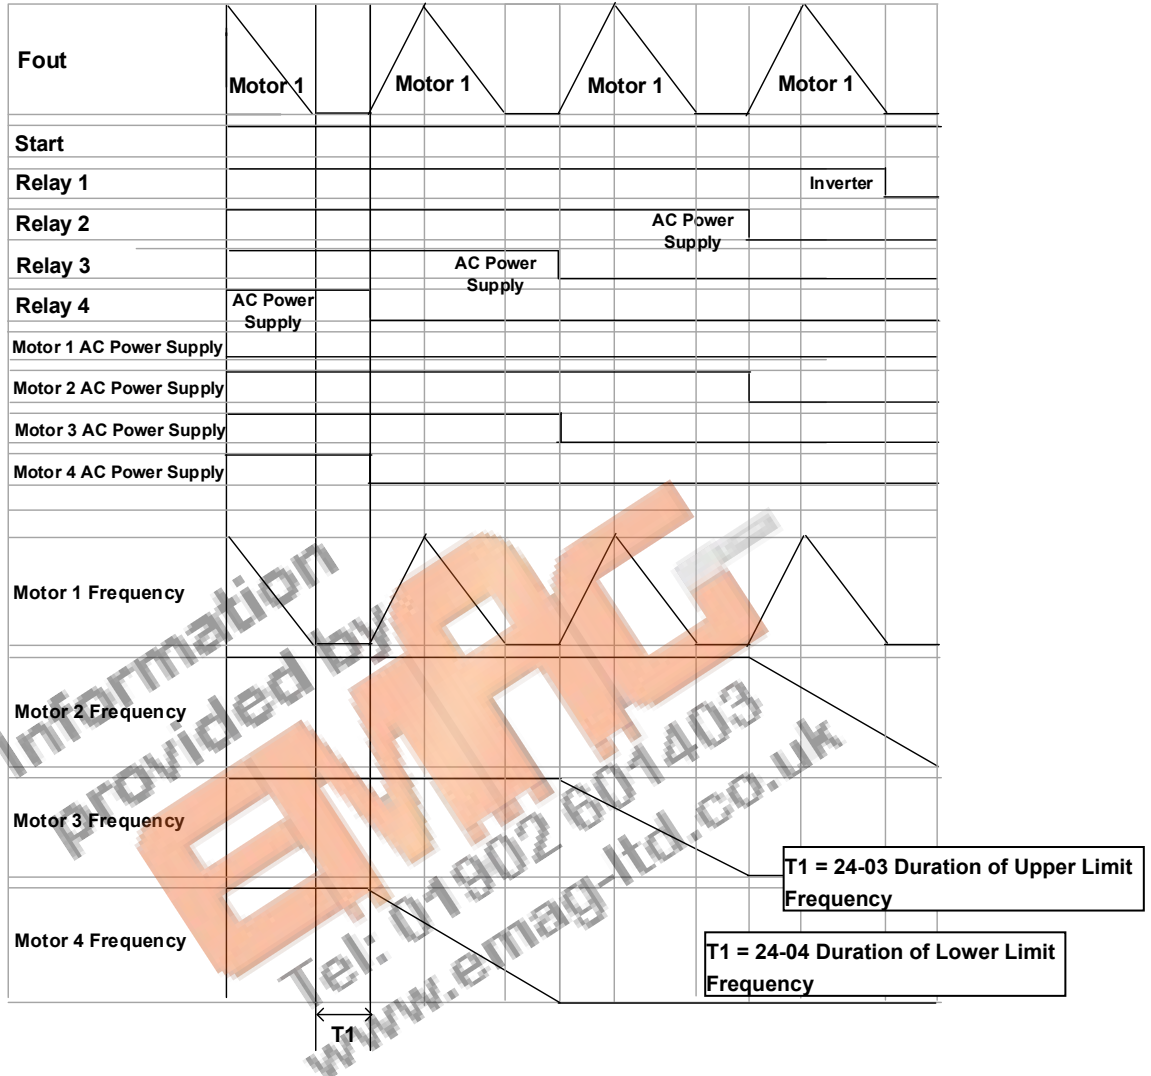 Fout
Motor 1
Motor 1
Motor 1
Motor 1
Start
Relay 1
Inverter
Relay 2
AC Power
Supply
Relay 3
AC Power
Supply
Relay 4
AC Power
Supply
Motor 1 AC Power Supply
Motor 2 AC Power Supply
Motor 3 AC Power Supply
Motor 4 AC Power Supply
Motor 1 Frequency
Motor 2 Frequency
Motor 3 Frequency
Motor 4 Frequency
T1 = 24-03 Duration of Upper Limit
Frequency
T1 = 24-04 Duration of Lower Limit
Frequency
T1
Information
provided by
EMAG
Tel: 01902 601403
www.emag-ltd.co.uk